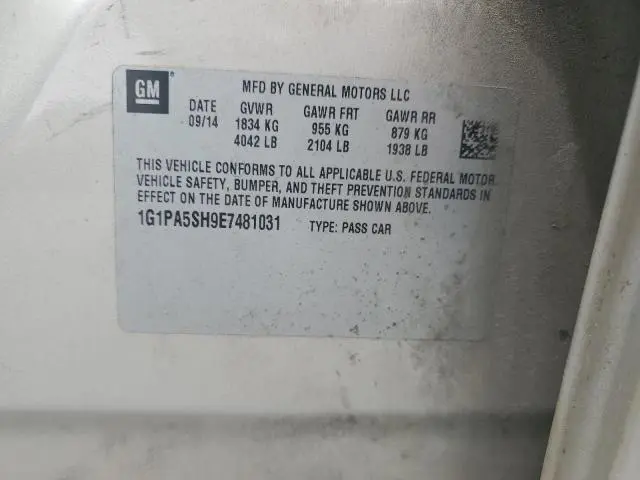 GM
MFD BY GENERAL MOTORS LLC
DATE GVWR GAWR FRT GAWR RR
09/14 1834 KG 955 KG 879 KG
4042 LB 2104 LB 1938 LB
THIS VEHICLE CONFORMS TO ALL APPLICABLE U.S. FEDERAL MOTOR
VEHICLE SAFETY, BUMPER, AND THEFT PREVENTION STANDARDS IN
EFFECT ON THE DATE OF MANUFACTURE SHOWN ABOVE.
1G1PA5SH9E7481031 TYPE: PASS CAR